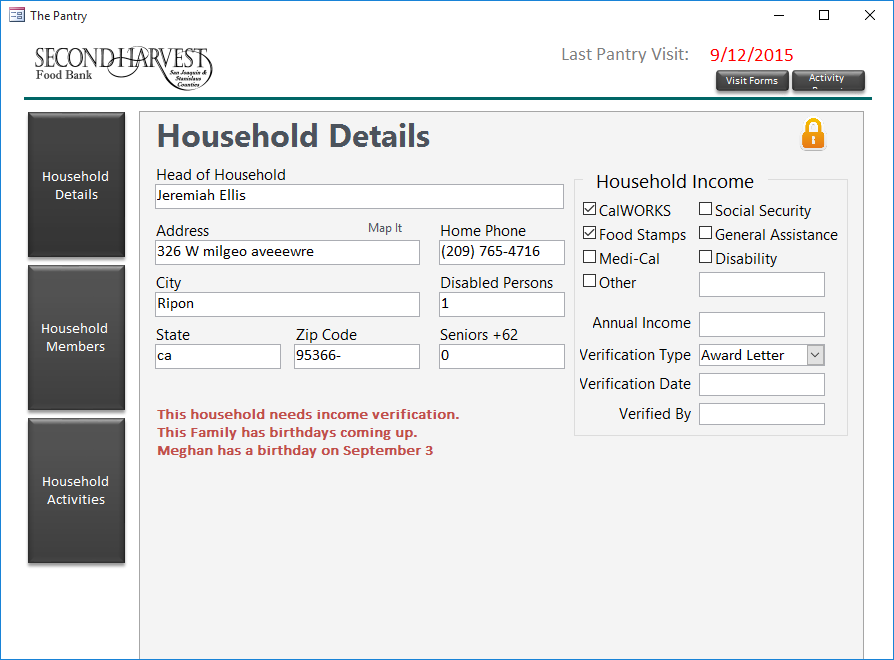 The Pantry
SECOND HARVEST
Food Bank
San Joaquin &
Stanislaus
Counties
Last Pantry Visit: 9/12/2015
Visit Forms
Activity
Household
Details
Household
Members
Household
Activities
Household Details
Head of Household
Jeremiah Ellis
Address
Map It
Home Phone
326 W milgeo aveeewre
(209) 765-4716
City
Disabled Persons
Ripon
1
State
Zip Code
Seniors +62
ca
95366-
0
This household needs income verification.
This Family has birthdays coming up.
Meghan has a birthday on September 3
Household Income
CalWORKS
Social Security
Food Stamps
General Assistance
Medi-Cal
Disability
Other
Annual Income
Verification Type
Award Letter
Verification Date
Verified By